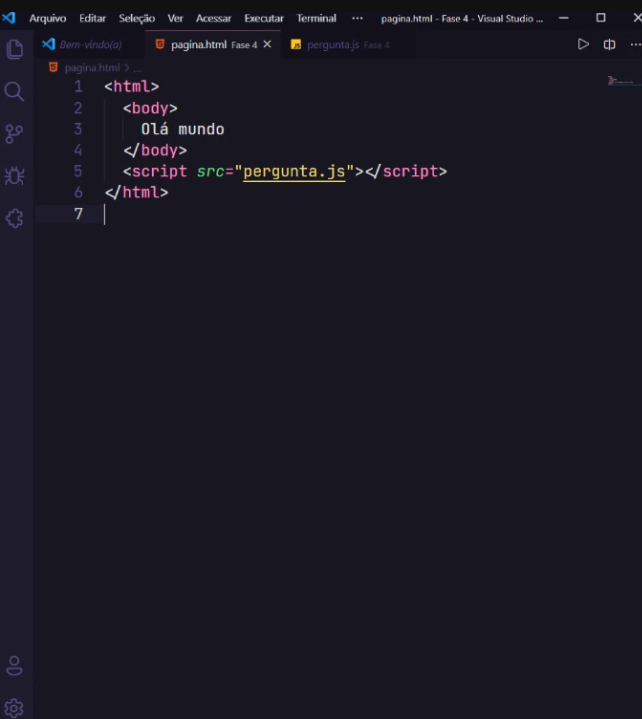 Arquivo Editar Seleção Ver Acessar Executar Terminal ··· pagina.html - Fase 4 - Visual Studio ...
Bem-vindo(a) pagina.html Fase 4 pergunta.js Fase 4 ...
pagina.html > ...
1 <html>
2 <body>
3 Olá mundo
4 </body>
5 <script src="pergunta.js"></script>
6 </html>
7